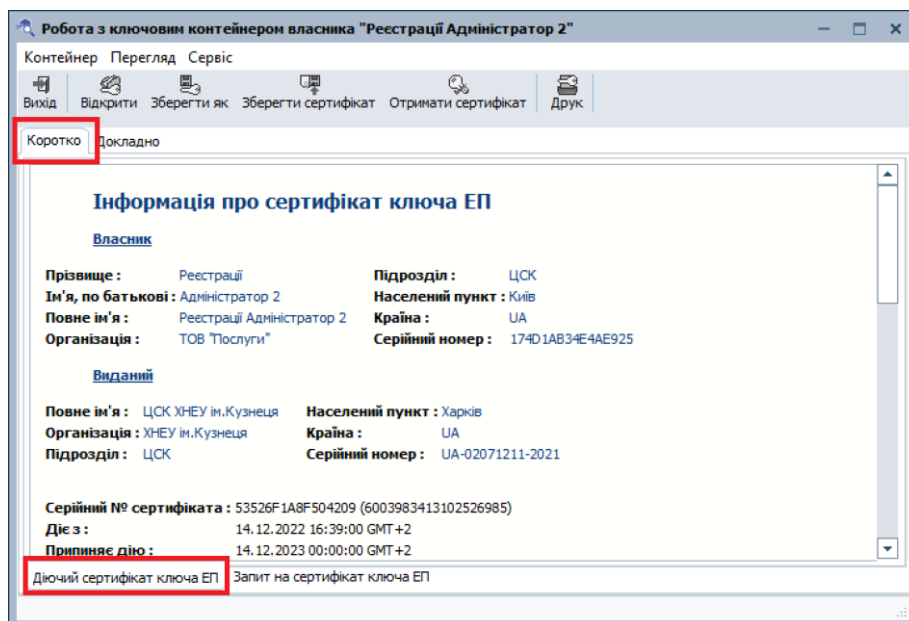 Робота з ключовим контейнером власника "Реєстрації Адміністратор 2"
Контейнер Перегляд Сервіс
Вихід Відкрити Зберегти як Зберегти сертифікат Отримати сертифікат Друк
Коротко Докладно
Інформація про сертифікат ключа ЕП
Власник
Прізвище : Реєстрації Підрозділ : ЦСК
Ім'я, по батькові : Адміністратор 2 Населений пункт : Київ
Повне ім'я : Реєстрації Адміністратор 2 Країна : UA
Організація : ТОВ "Послуги" Серійний номер : 174D1AB34E4AE925
Виданий
Повне ім'я : ЦСК ХНЕУ ім.Кузнеця Населений пункт : Харків
Організація : ХНЕУ ім.Кузнеця Країна : UA
Підрозділ : ЦСК Серійний номер : UA-02071211-2021
Серійний № сертифіката : 53526F1A8F504209 (6003983413102526985)
Діє з : 14.12.2022 16:39:00 GMT+2
Припиняє дію : 14.12.2023 00:00:00 GMT+2
Діючий сертифікат ключа ЕП Запит на сертифікат ключа ЕП